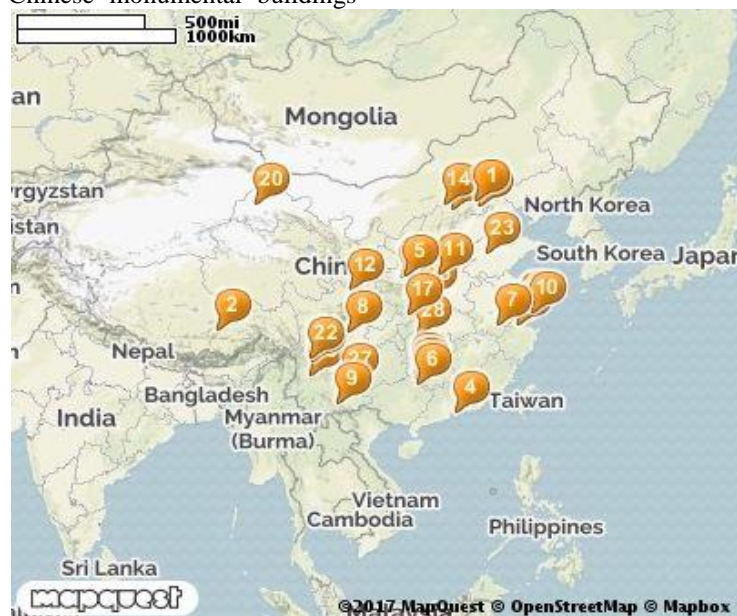 Chinese monumental buildings
500mi
1000km
an
Mongolia
20
14
1
rgyzstan
North Korea
istan
23
5
11
South Korea
Japar
Chin
12
2
17
7
10
8
28
22
Nepal
27
6
9
4
Taiwan
Bangladesh
India
Myanmar
(Burma)
Vietnam
Cambodia
Philippines
Sri Lanka
mapquest
©2017 MapQuest © OpenStreetMap © Mapbox